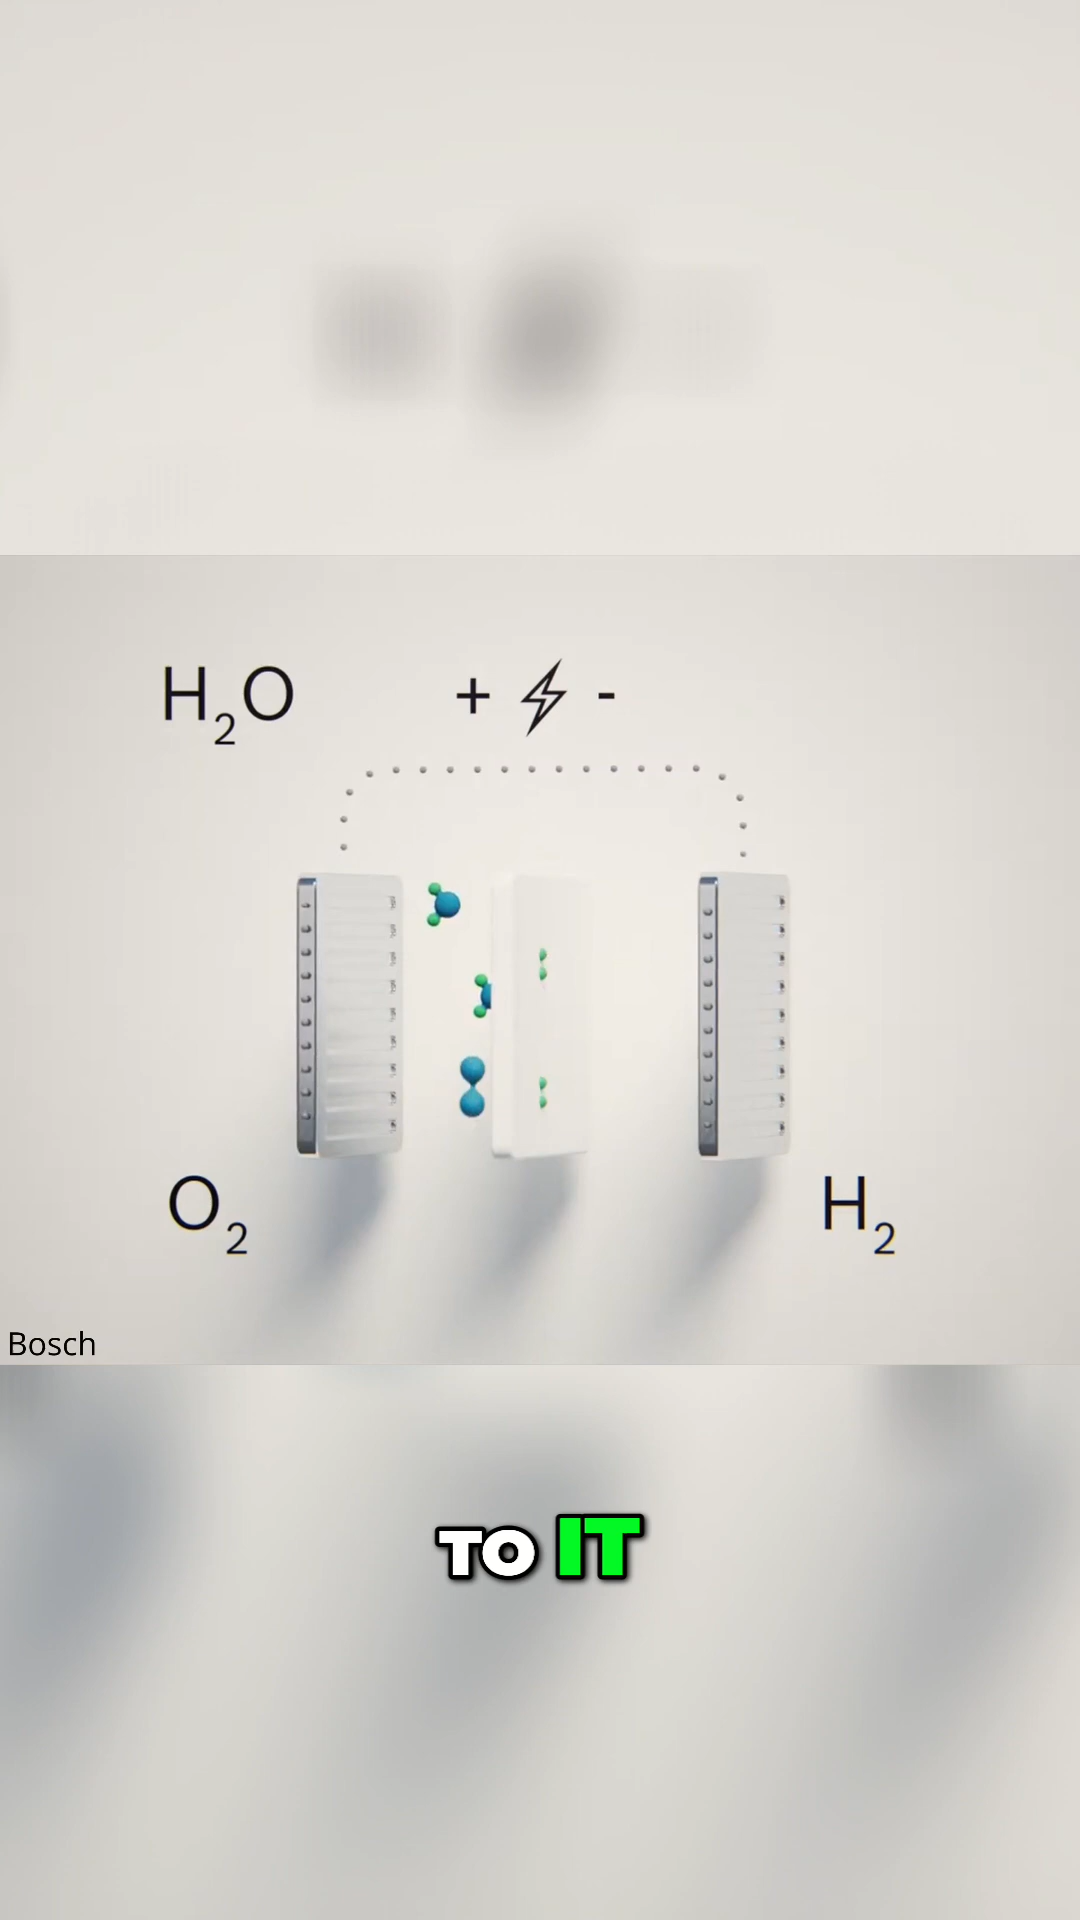 H₂O + -
O₂ H₂
Bosch
TO IT